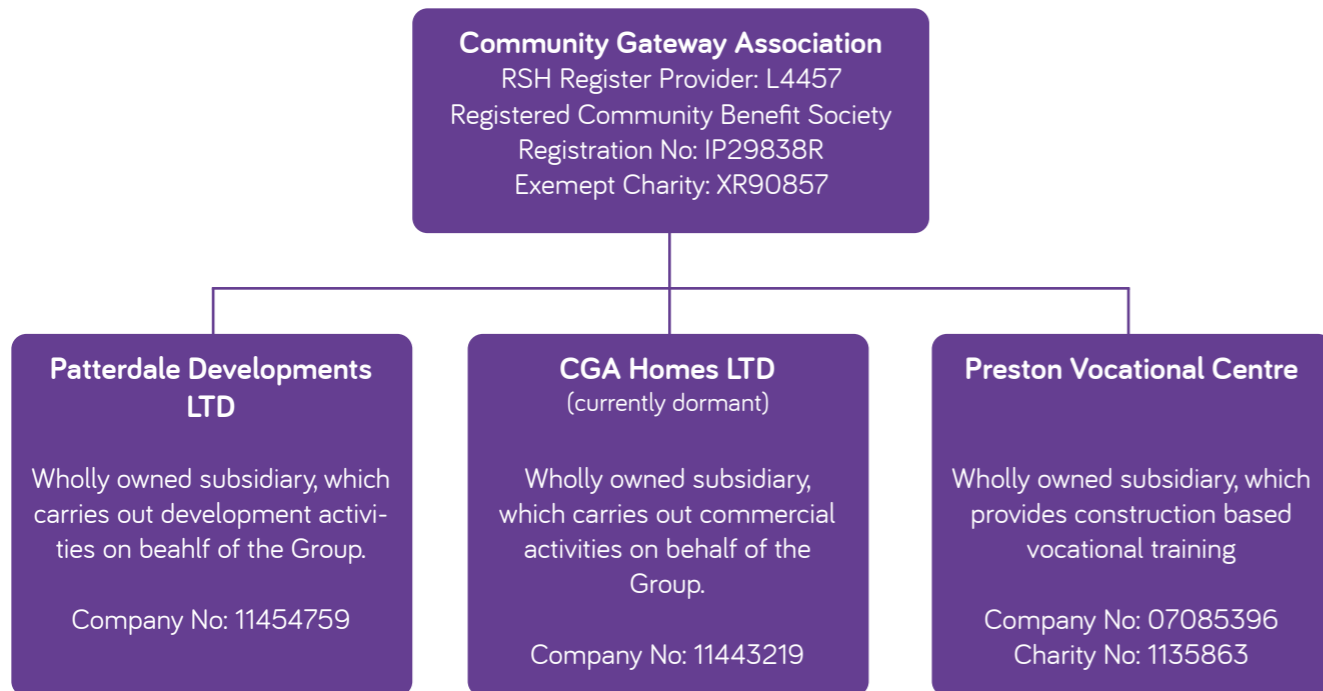 Community Gateway Association
RSH Register Provider: L4457
Registered Community Benefit Society
Registration No: IP29838R
Exemept Charity: XR90857
Patterdale Developments
LTD
Wholly owned subsidiary, which
carries out development activi-
ties on beahlf of the Group.
Company No: 11454759
CGA Homes LTD
(currently dormant)
Wholly owned subsidiary,
which carries out commercial
activities on behalf of the
Group.
Company No: 11443219
Preston Vocational Centre
Wholly owned subsidiary, which
provides construction based
vocational training
Company No: 07085396
Charity No: 1135863